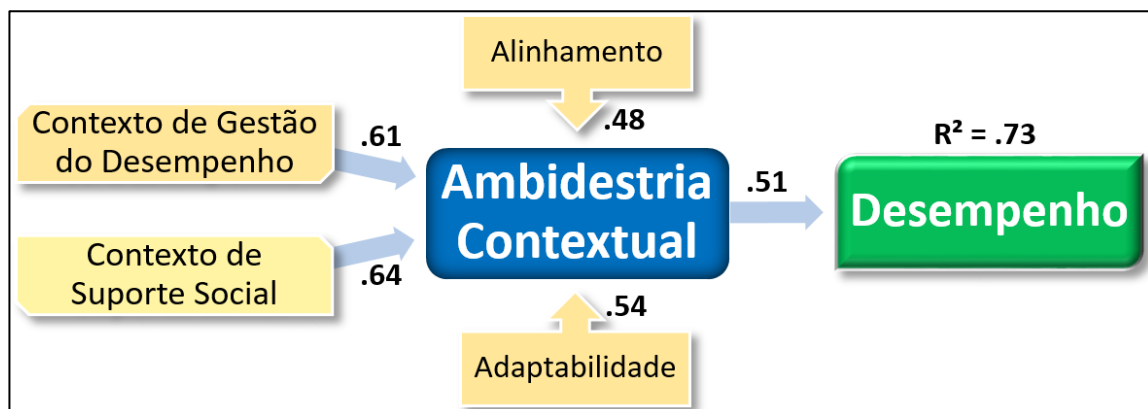 Alinhamento
.48
Contexto de Gestão
do Desempenho
.61
Contexto de
Suporte Social
.64
Ambidestria
Contextual
.51
R² = .73
Desempenho
.54
Adaptabilidade